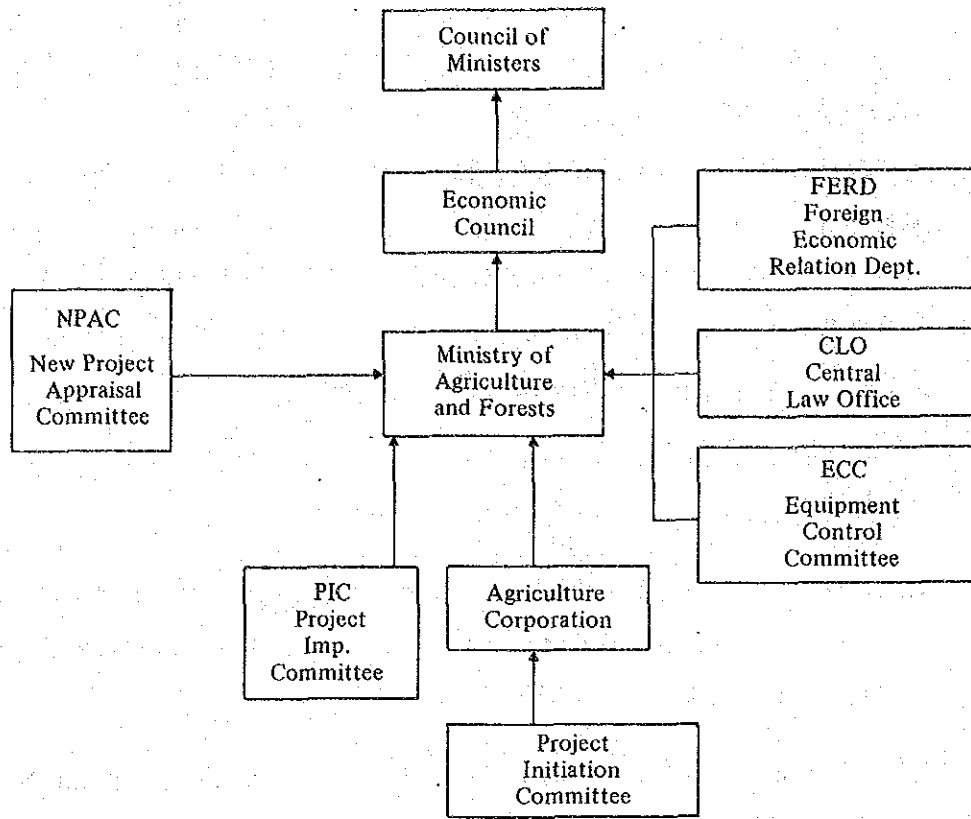 Council of
Ministers
Economic
Council
FERD
Foreign
Economic
Relation Dept.
NPAC
New Project
Appraisal
Committee
Ministry of
Agriculture
and Forests
CLO
Central
Law Office
ECC
Equipment
Control
Committee
PIC
Project
Imp.
Committee
Agriculture
Corporation
Project
Initiation
Committee